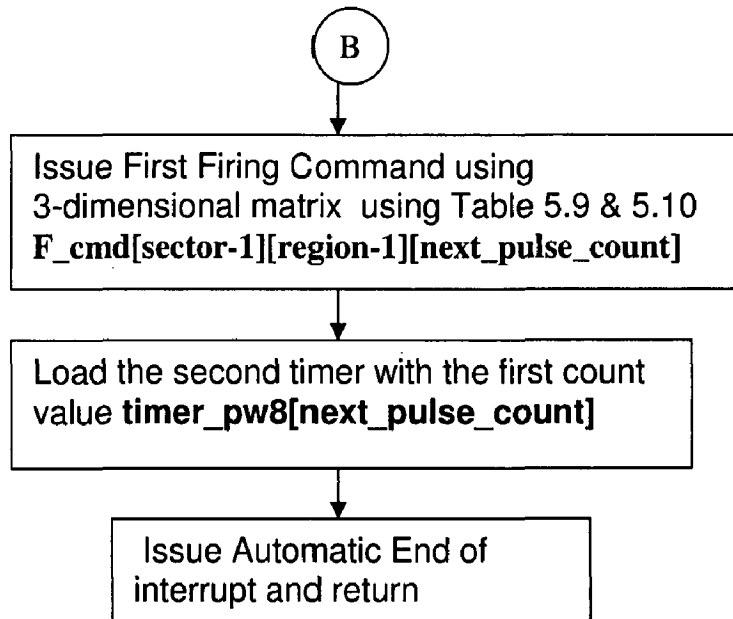 B
Issue First Firing Command using
3-dimensional matrix using Table 5.9 & 5.10
F_cmd[sector-1][region-1][next_pulse_count]
Load the second timer with the first count
value timer_pw8[next_pulse_count]
Issue Automatic End of
interrupt and return